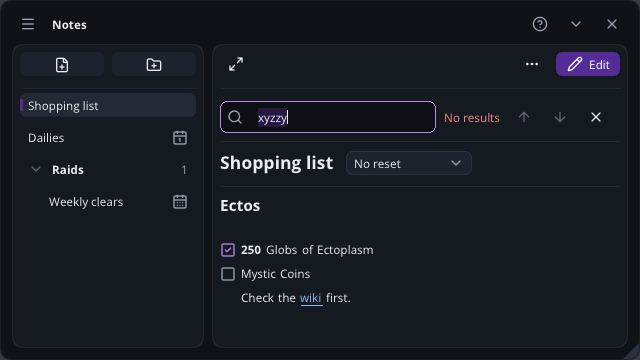 Notes
Edit
Shopping list
Dailies
Raids 1
Weekly clears
xyzzy
No results
Shopping list
No reset
Ectos
250 Globs of Ectoplasm
Mystic Coins
Check the wiki first.